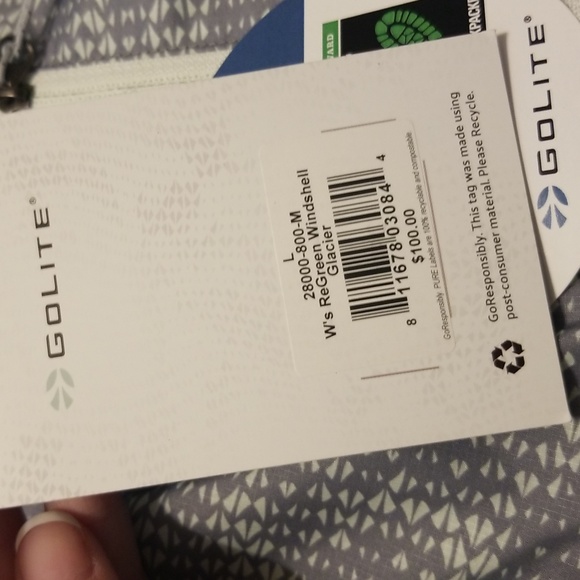 GOLITE®
L
28000-800-M
W's ReGreen Windshell
Glacier
8 11678 03084 4
$100.00
GoResponsibly. PURE Labels are 100% recyclable and compostable
GoResponsibly. This tag was made using
post-consumer material. Please Recycle.
GOLITE®